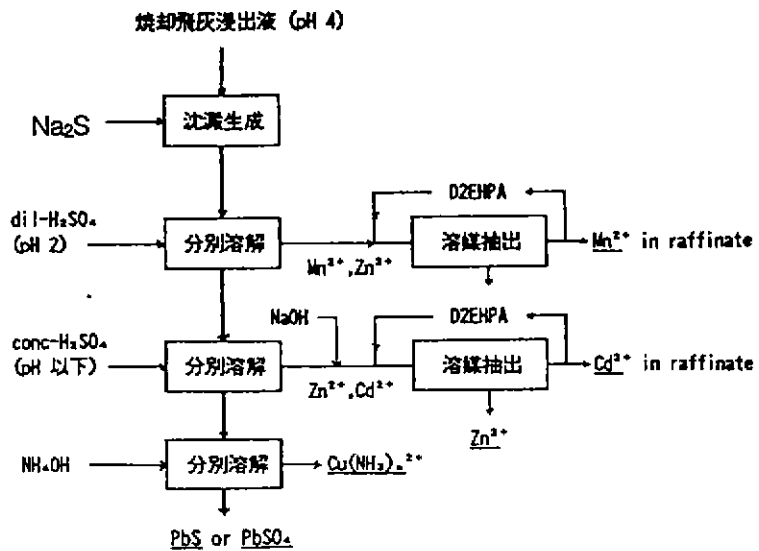 焼却飛灰浸出液 (pH 4)
Na₂S
沈澱生成
dil-H₂SO₄
(pH 2)
分別溶解
Mn²⁺,Zn²⁺
D2EHPA
溶媒抽出
Mn²⁺ in raffinate
conc-H₂SO₄
(pH 以下)
分別溶解
NaOH
Zn²⁺,Cd²⁺
D2EHPA
溶媒抽出
Cd²⁺ in raffinate
Zn²⁺
NH₄OH
分別溶解
Cu(NH₃)ₙ²⁺
PbS or PbSO₄